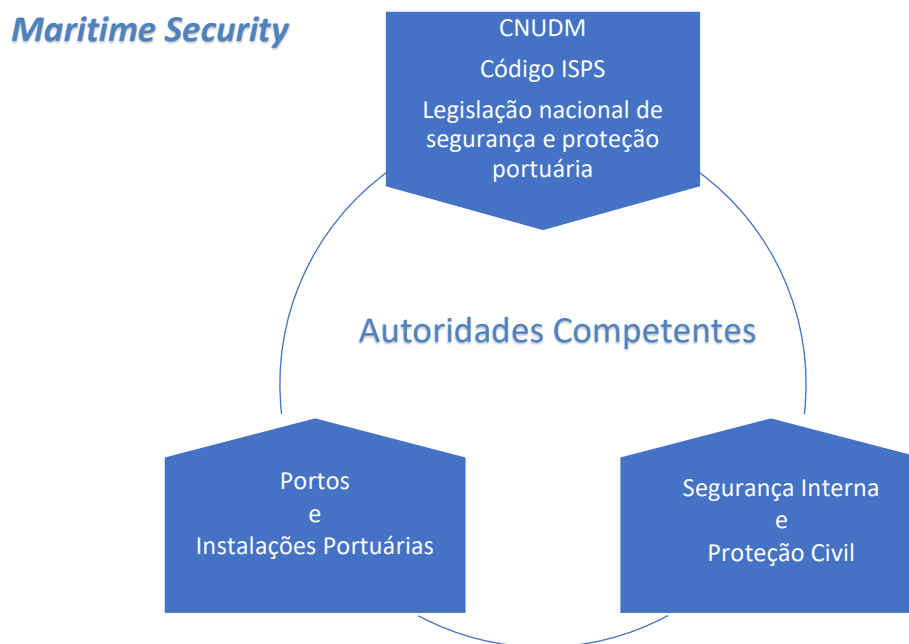 Maritime Security
CNUDM
Código ISPS
Legislação nacional de
segurança e proteção
portuária
Autoridades Competentes
Portos
e
Instalações Portuárias
Segurança Interna
e
Proteção Civil